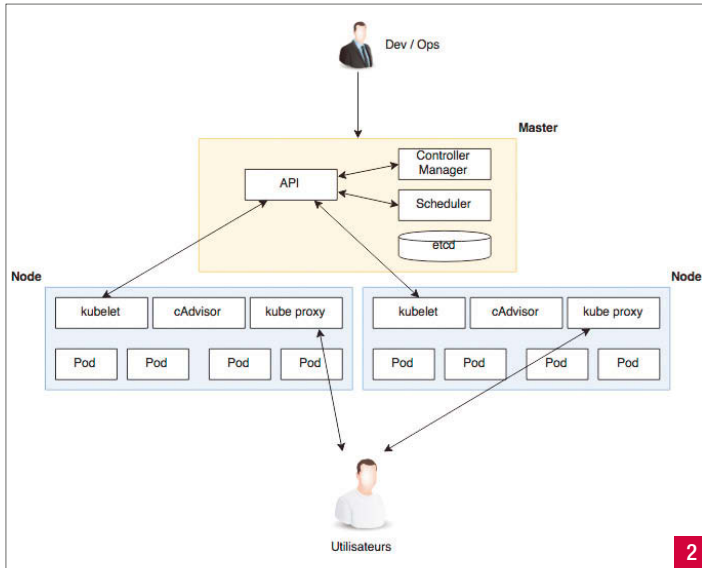 Dev / Ops
Master
Controller
Manager
API
Scheduler
etcd
Node
Node
kubelet
cAdvisor
kube proxy
kubelet
cAdvisor
kube proxy
Pod
Pod
Pod
Pod
Pod
Pod
Pod
Pod
Utilisateurs
2